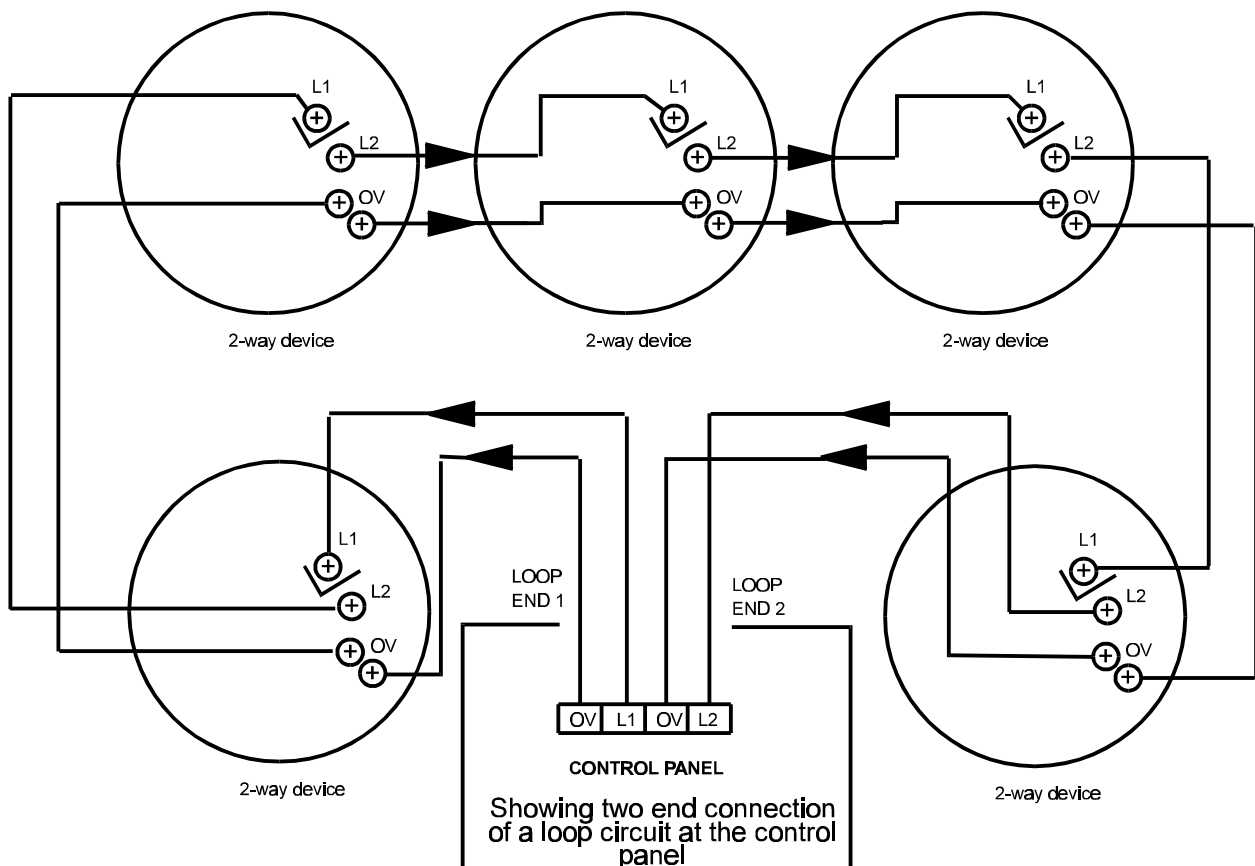 L1
L2
OV
2-way device
L1
L2
OV
2-way device
L1
L2
OV
2-way device
L1
L2
OV
2-way device
LOOP
END 1
LOOP
END 2
L1
L2
OV
2-way device
OV L1 OV L2
CONTROL PANEL
Showing two end connection
of a loop circuit at the control
panel